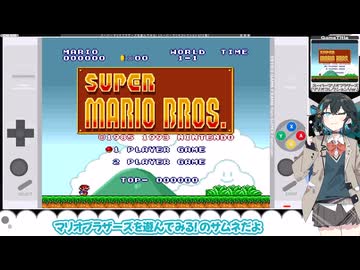 MARIO WORLD TIME
000000 ×00 1-1
SUPER
MARIO BROS.
©1985 1993 NINTENDO
1 PLAYER GAME
2 PLAYER GAME
TOP- 000000
GameTitle
SELECT
マリオブラザーズを遊んでみる!のサムネだよ